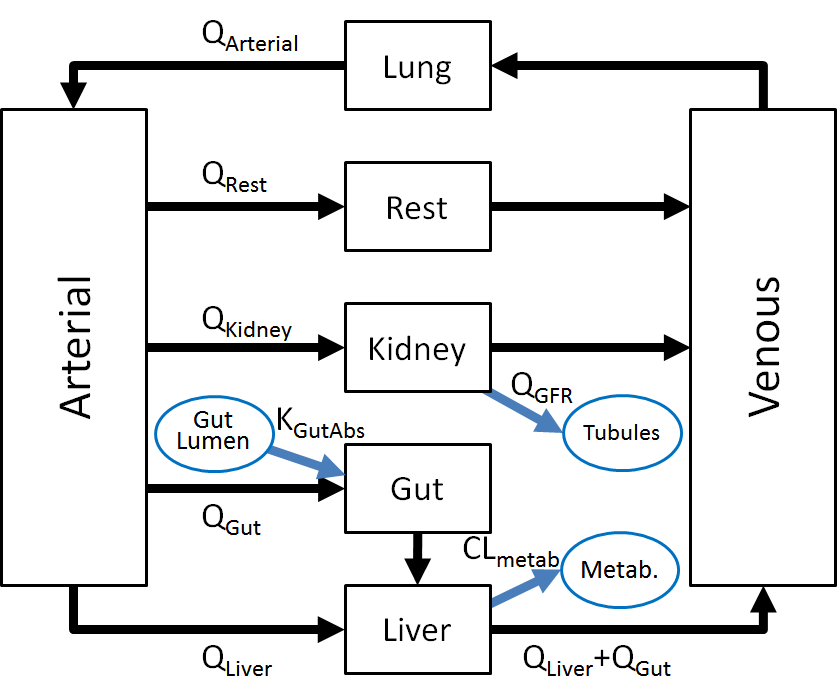 QArterial
Lung
QRest
Rest
Arterial
Venous
QKidney
Kidney
QGFR
Gut
Lumen
KGutAbs
Tubules
Gut
QGut
CLmetab
Metab.
Liver
QLiver
QLiver+QGut